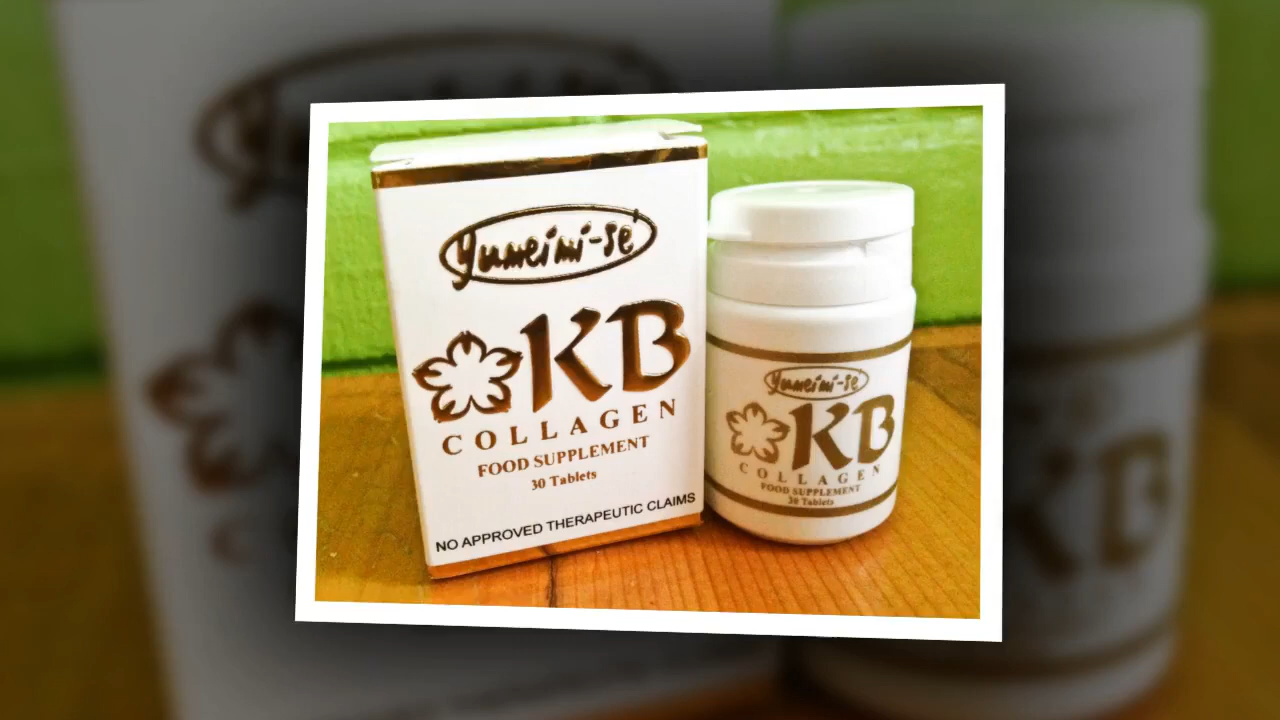 Yumeimi-se
KB
COLLAGEN
FOOD SUPPLEMENT
30 Tablets
NO APPROVED THERAPEUTIC CLAIMS
Yumeimi-se
KB
COLLAGEN
FOOD SUPPLEMENT
30 Tablets